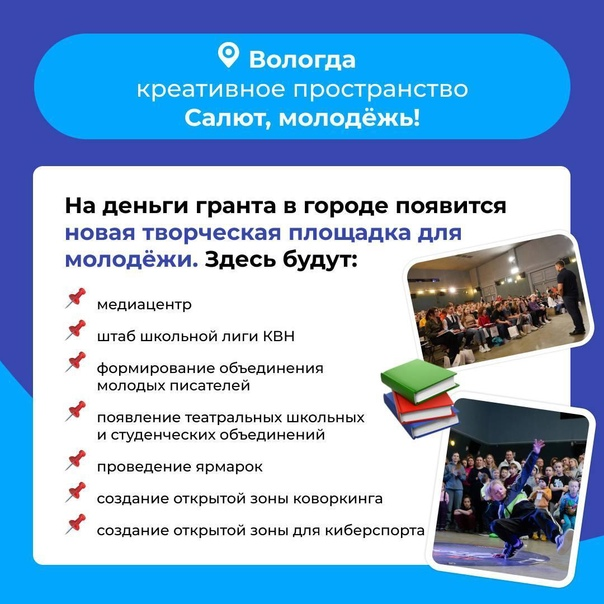 Вологда
креативное пространство
Салют, молодёжь!
На деньги гранта в городе появится
новая творческая площадка для
молодёжи. Здесь будут:
медиацентр
штаб школьной лиги КВН
формирование объединения
молодых писателей
появление театральных школьных
и студенческих объединений
проведение ярмарок
создание открытой зоны коворкинга
создание открытой зоны для киберспорта